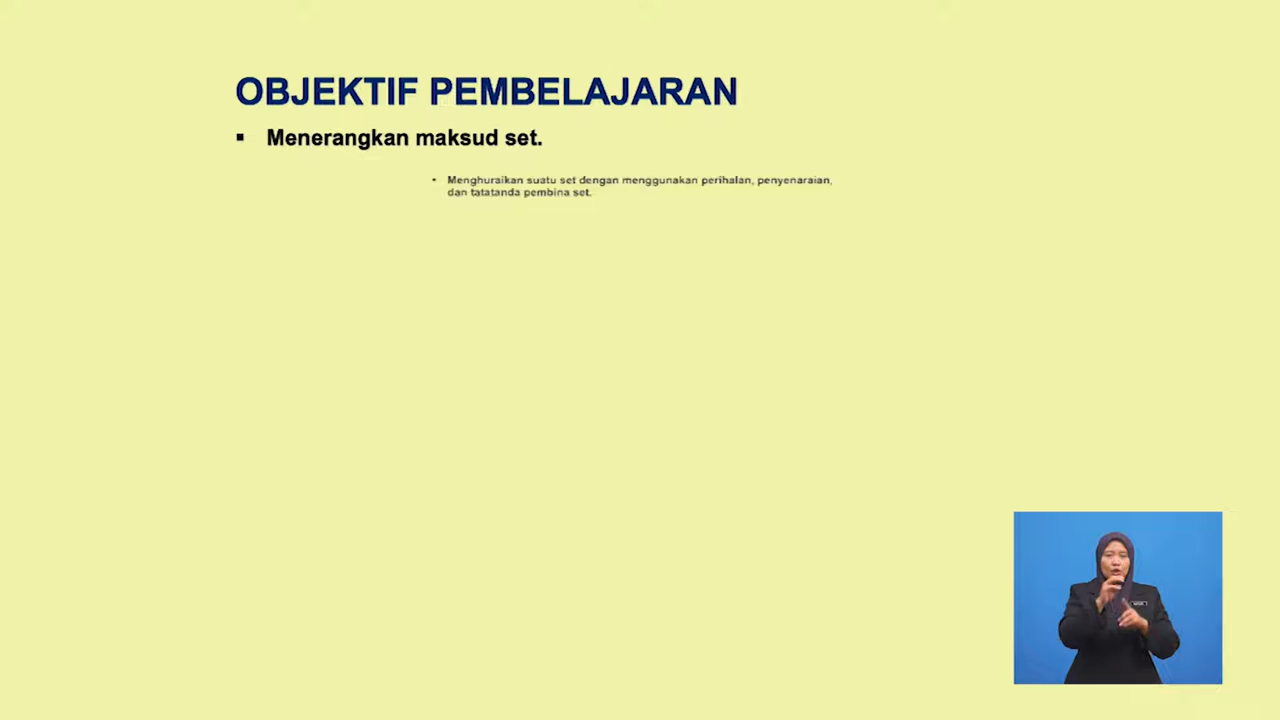 OBJEKTIF PEMBELAJARAN
▪ Menerangkan maksud set.
• Menghuraikan suatu set dengan menggunakan perihalan, penyenaraian,
dan tatatanda pembina set.